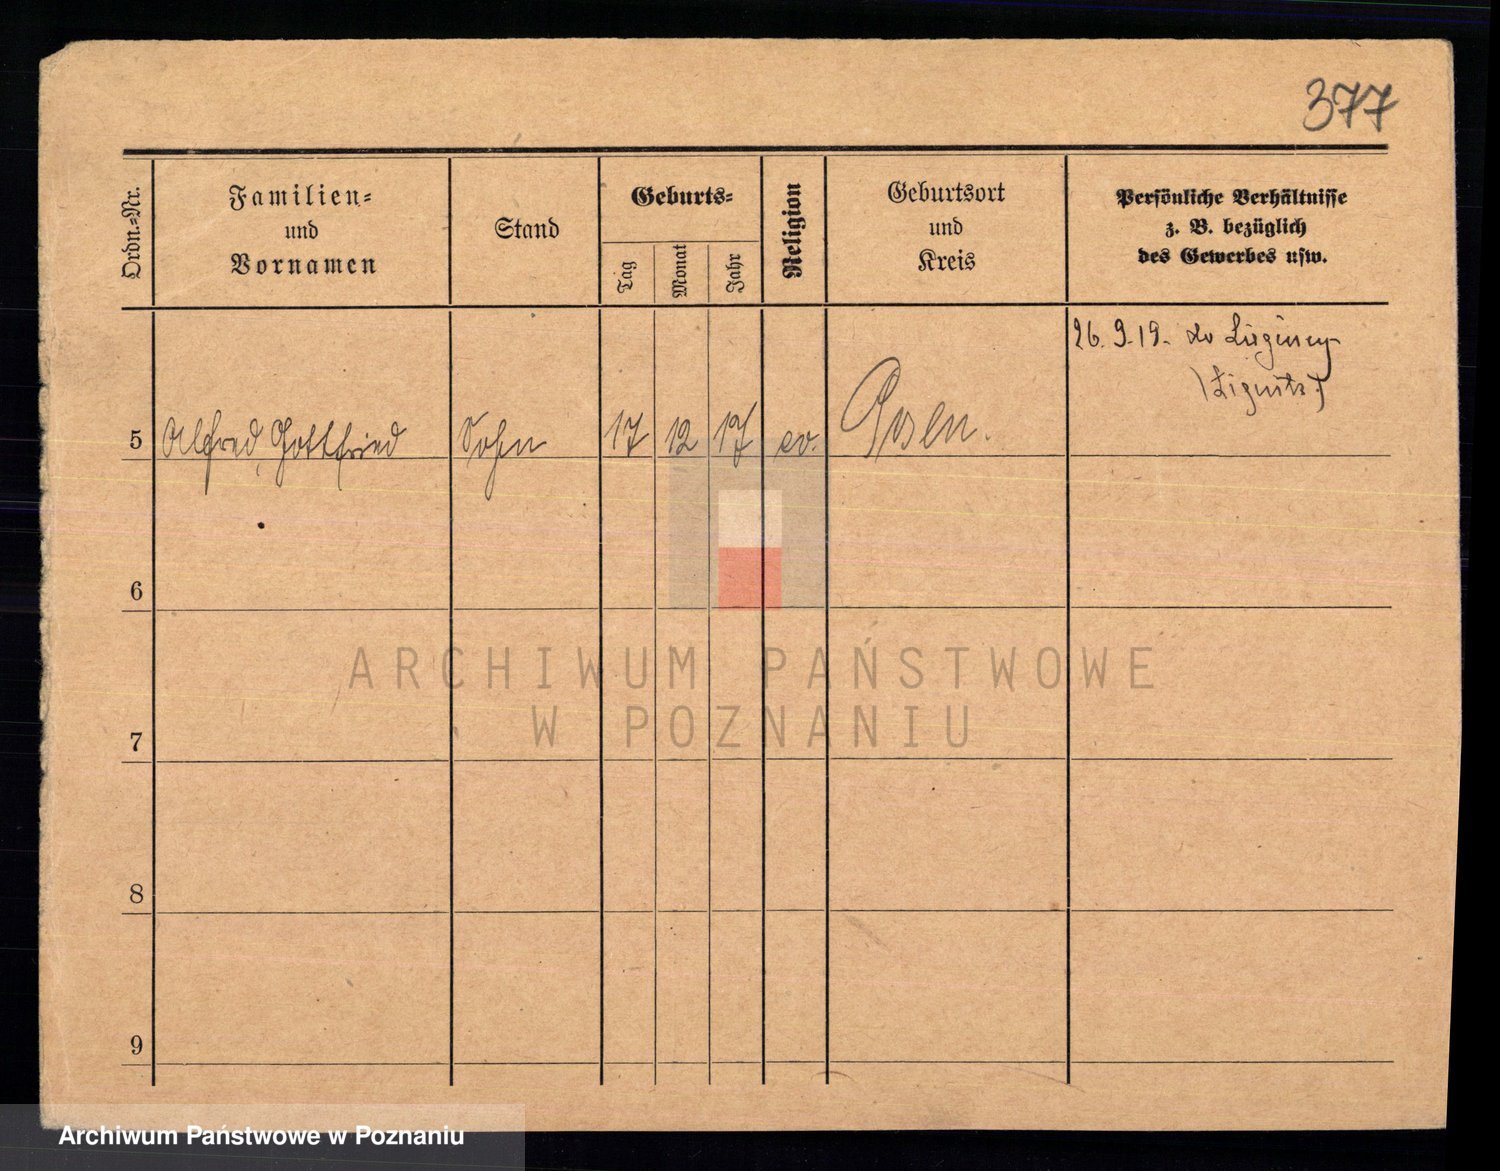 377
Ordn.=Nr.
Familien=
und
Vornamen
Stand
Geburts=
Tag
Monat
Jahr
Religion
Geburtsort
und
Kreis
Persönliche Verhältnisse
z. B. bezüglich
des Gewerbes usw.
26. 9. 19.
(Liegnitz)
5 Alfred, Gottfried Sohn 17 12 17 ev. Posen.
6
7
8
9
ARCHIWUM PAŃSTWOWE
W POZNANIU
Archiwum Państwowe w Poznaniu